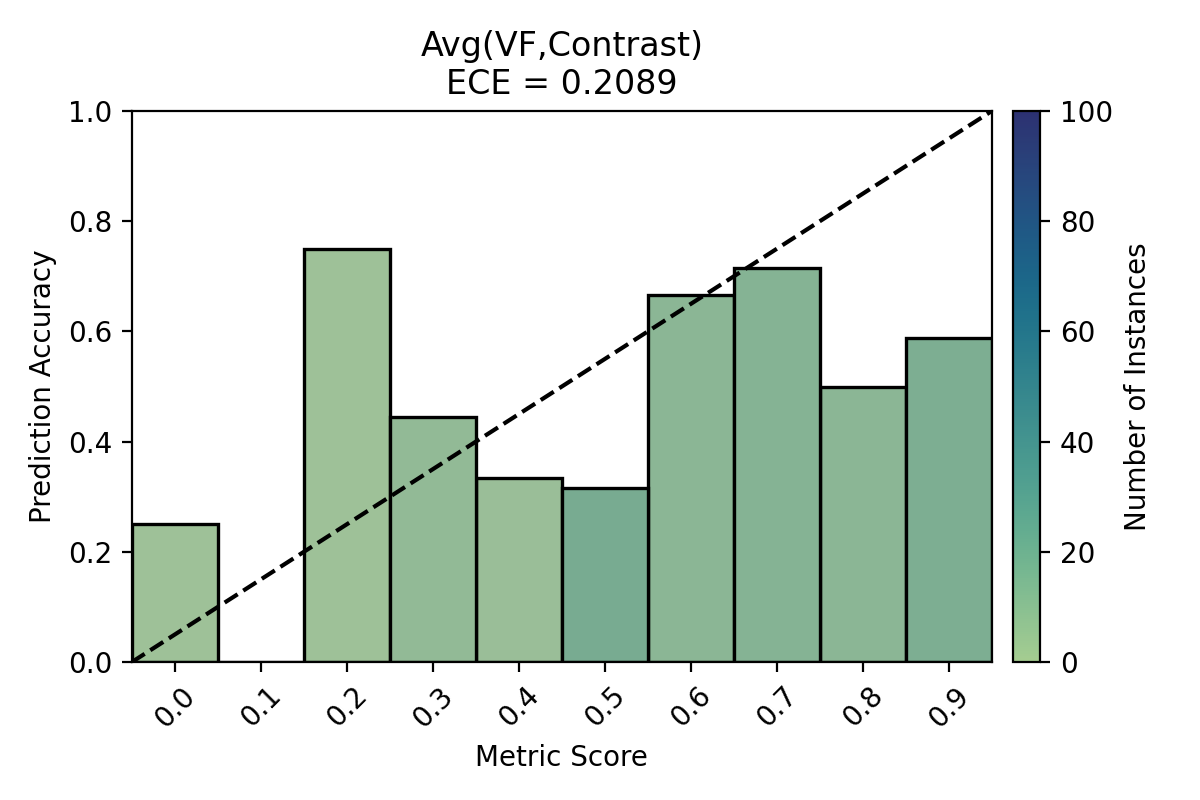 Avg(VF,Contrast)
ECE = 0.2089
Prediction Accuracy
1.0
0.8
0.6
0.4
0.2
0.0
0.0 0.1 0.2 0.3 0.4 0.5 0.6 0.7 0.8 0.9
Metric Score
100
80
60
40
20
0
Number of Instances